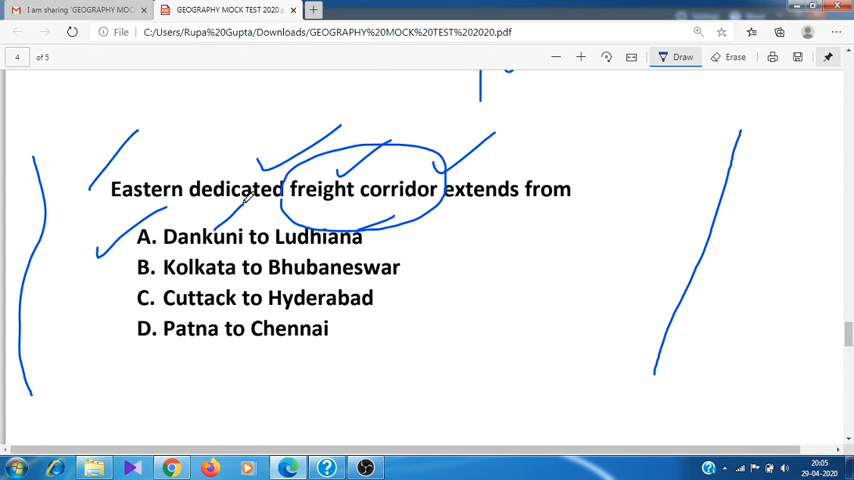 I am sharing 'GEOGRAPHY MOC
GEOGRAPHY MOCK TEST 2020.p
File
C:/Users/Rupa%20Gupta/Downloads/GEOGRAPHY%20MOCK%20TEST%202020.pdf
4 of 5
Draw
Erase
Eastern dedicated freight corridor extends from
A. Dankuni to Ludhiana
B. Kolkata to Bhubaneswar
C. Cuttack to Hyderabad
D. Patna to Chennai
20:05
29-04-2020